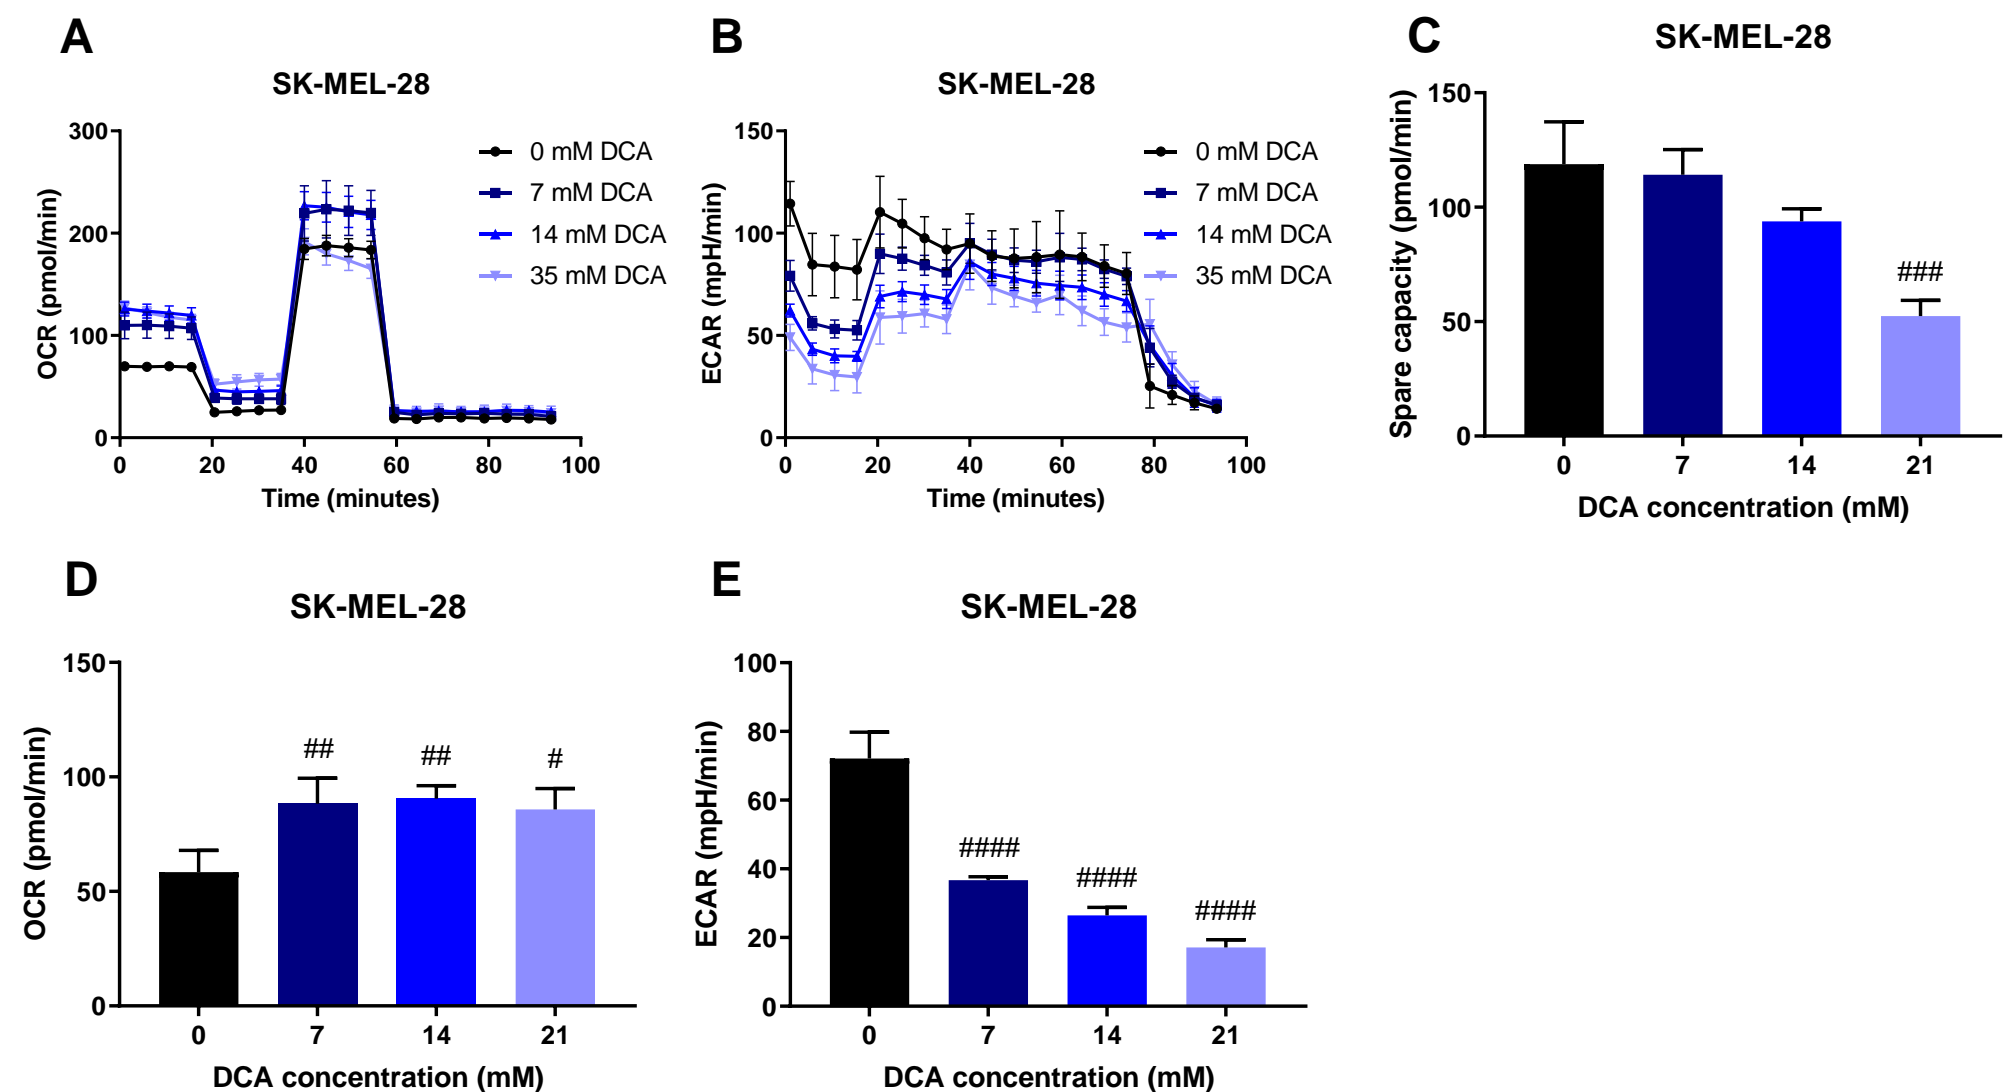 A
SK-MEL-28
OCR (pmol/min)
300
200
100
0
0 20 40 60 80 100
Time (minutes)
0 mM DCA
7 mM DCA
14 mM DCA
35 mM DCA
B
SK-MEL-28
ECAR (mpH/min)
150
100
50
0
0 20 40 60 80 100
Time (minutes)
0 mM DCA
7 mM DCA
14 mM DCA
35 mM DCA
C
SK-MEL-28
Spare capacity (pmol/min)
150
100
50
0
###
0 7 14 21
DCA concentration (mM)
D
SK-MEL-28
OCR (pmol/min)
150
100
50
0
## ## #
0 7 14 21
DCA concentration (mM)
E
SK-MEL-28
ECAR (mpH/min)
100
80
60
40
20
0
####
####
####
0 7 14 21
DCA concentration (mM)